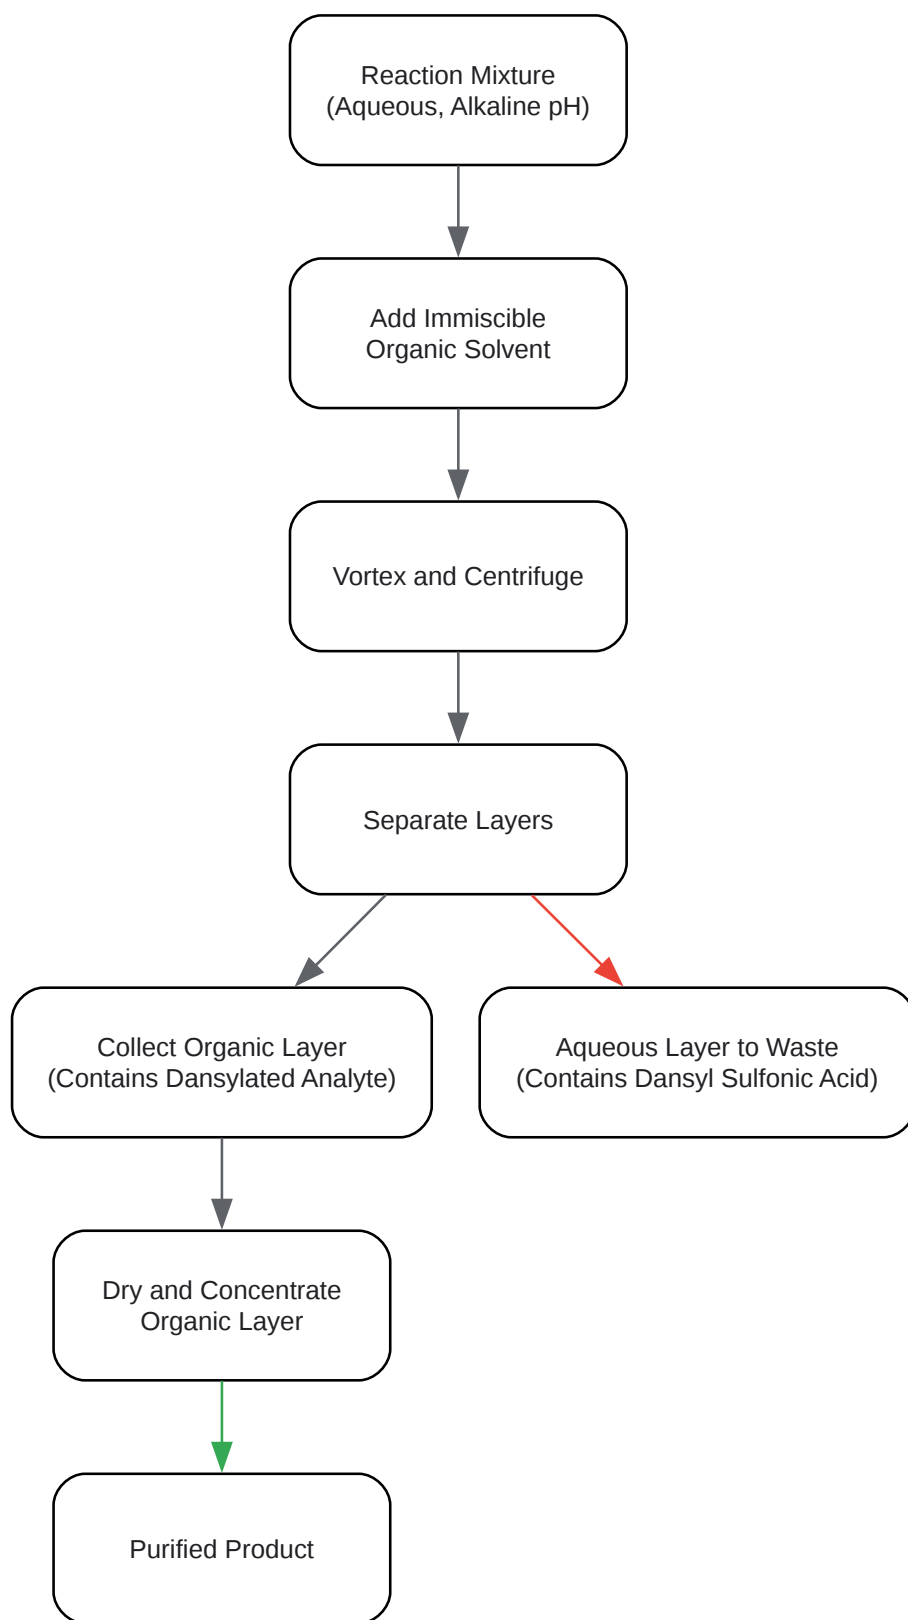 Reaction Mixture
(Aqueous, Alkaline pH)
Add Immiscible
Organic Solvent
Vortex and Centrifuge
Separate Layers
Collect Organic Layer
(Contains Dansylated Analyte)
Aqueous Layer to Waste
(Contains Dansyl Sulfonic Acid)
Dry and Concentrate
Organic Layer
Purified Product